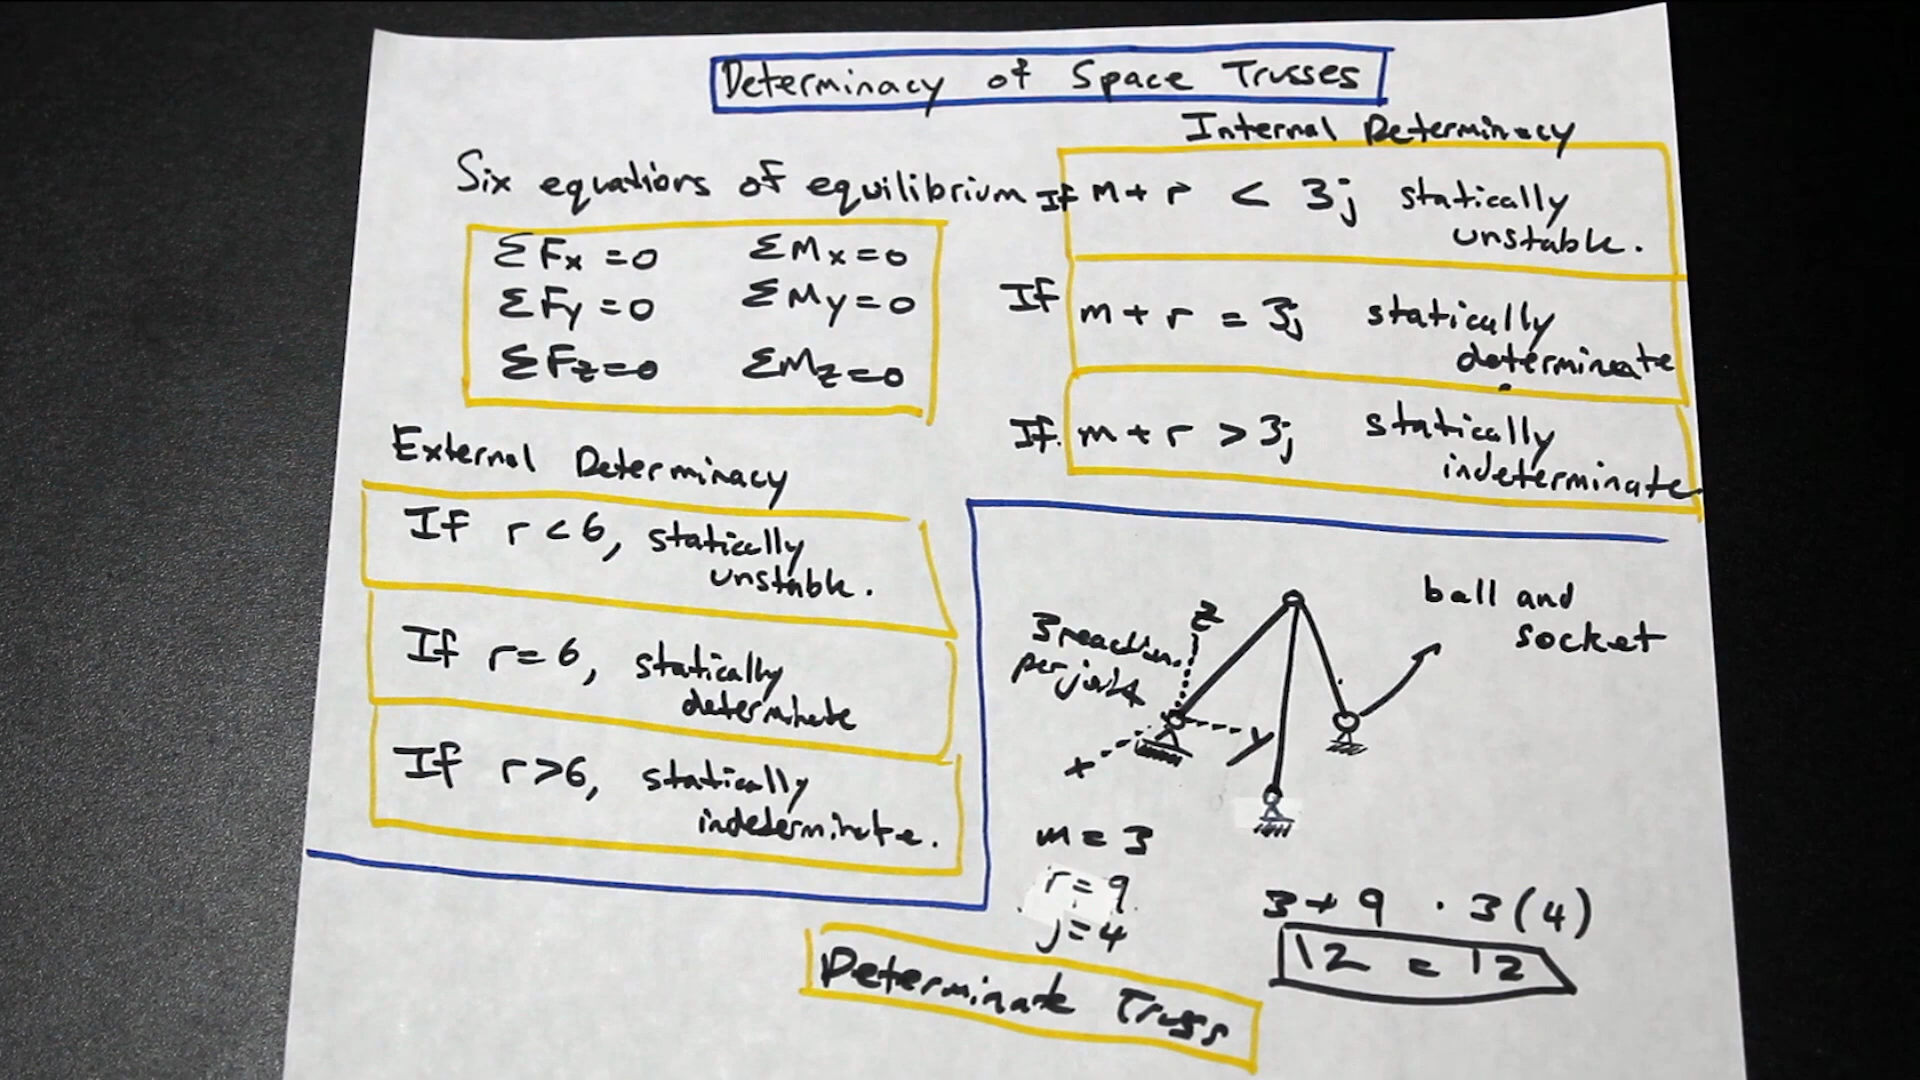 Determinacy of Space Trusses
Internal Determinacy
Six equations of equilibrium
ΣFx=0 ΣMx=0
ΣFy=0 ΣMy=0
ΣFz=0 ΣMz=0
If m+r < 3j statically
unstable.
If m+r = 3j statically
determinate
If m+r > 3j statically
indeterminate
External Determinacy
If r<6, statically
unstable.
If r=6, statically
determinate
If r>6, statically
indeterminate.
3 reactions
per joint
z
y
x
ball and
socket
m=3
r=9
j=4
3+9 · 3(4)
12 = 12
Determinate Truss